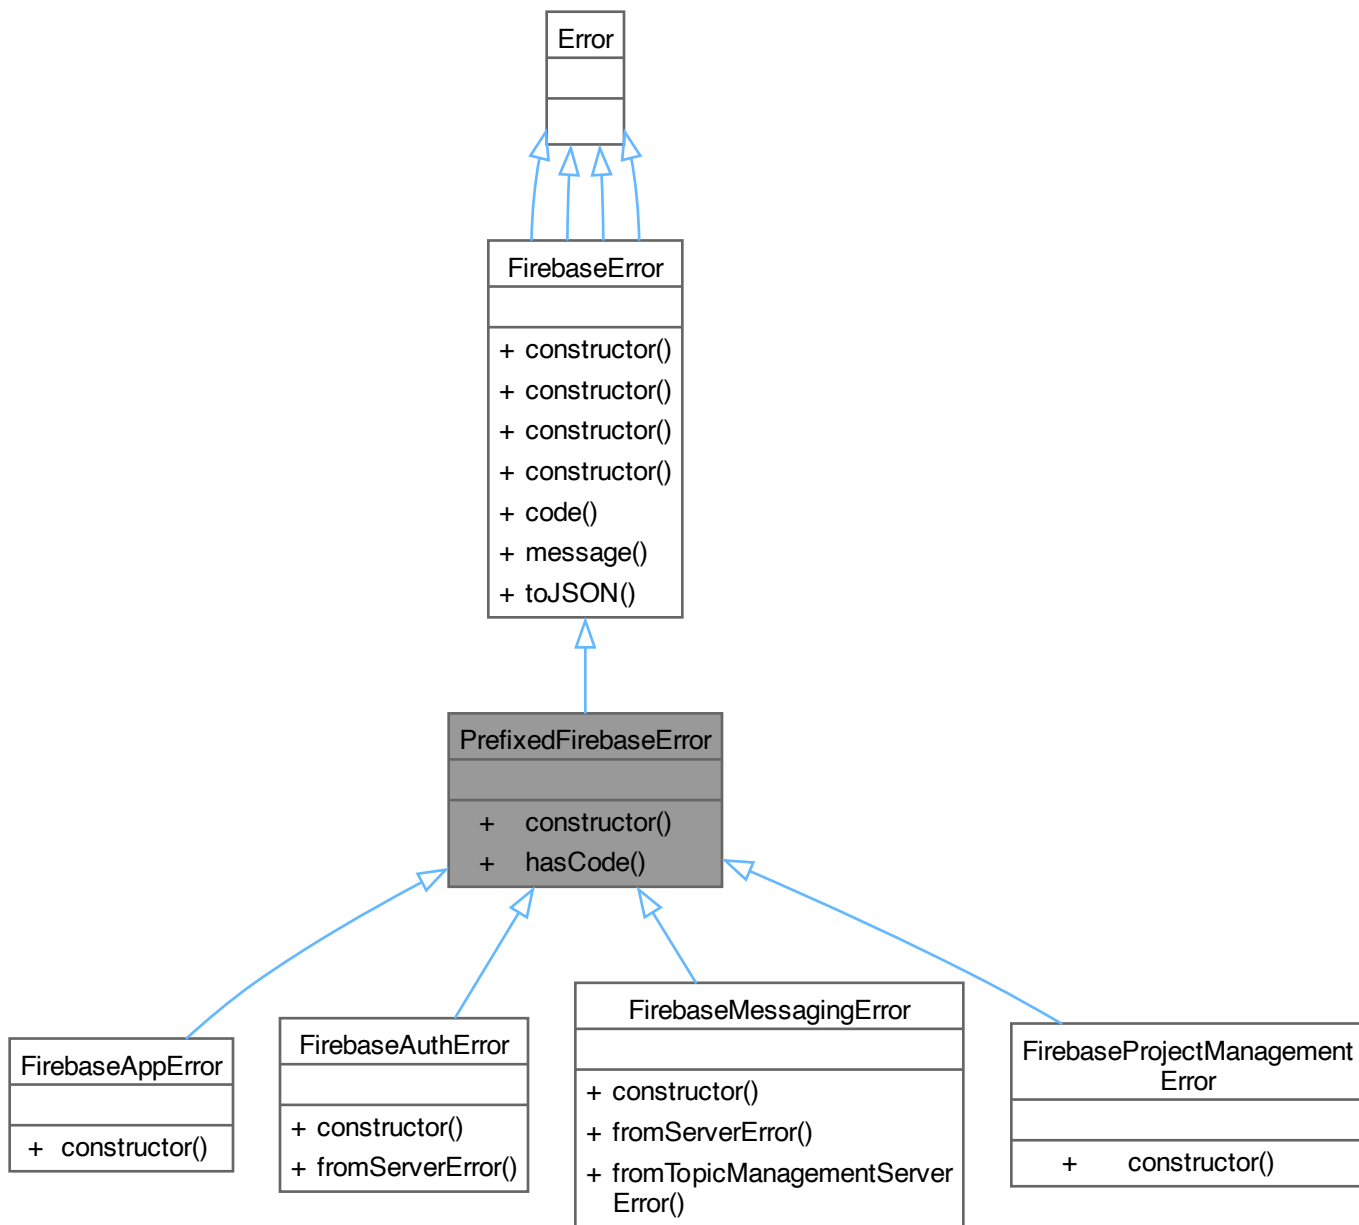 Error
FirebaseError
+ constructor()
+ constructor()
+ constructor()
+ constructor()
+ code()
+ message()
+ toJSON()
PrefixedFirebaseError
+ constructor()
+ hasCode()
FirebaseAppError
+ constructor()
FirebaseAuthError
+ constructor()
+ fromServerError()
FirebaseMessagingError
+ constructor()
+ fromServerError()
+ fromTopicManagementServer
Error()
FirebaseProjectManagement
Error
+ constructor()